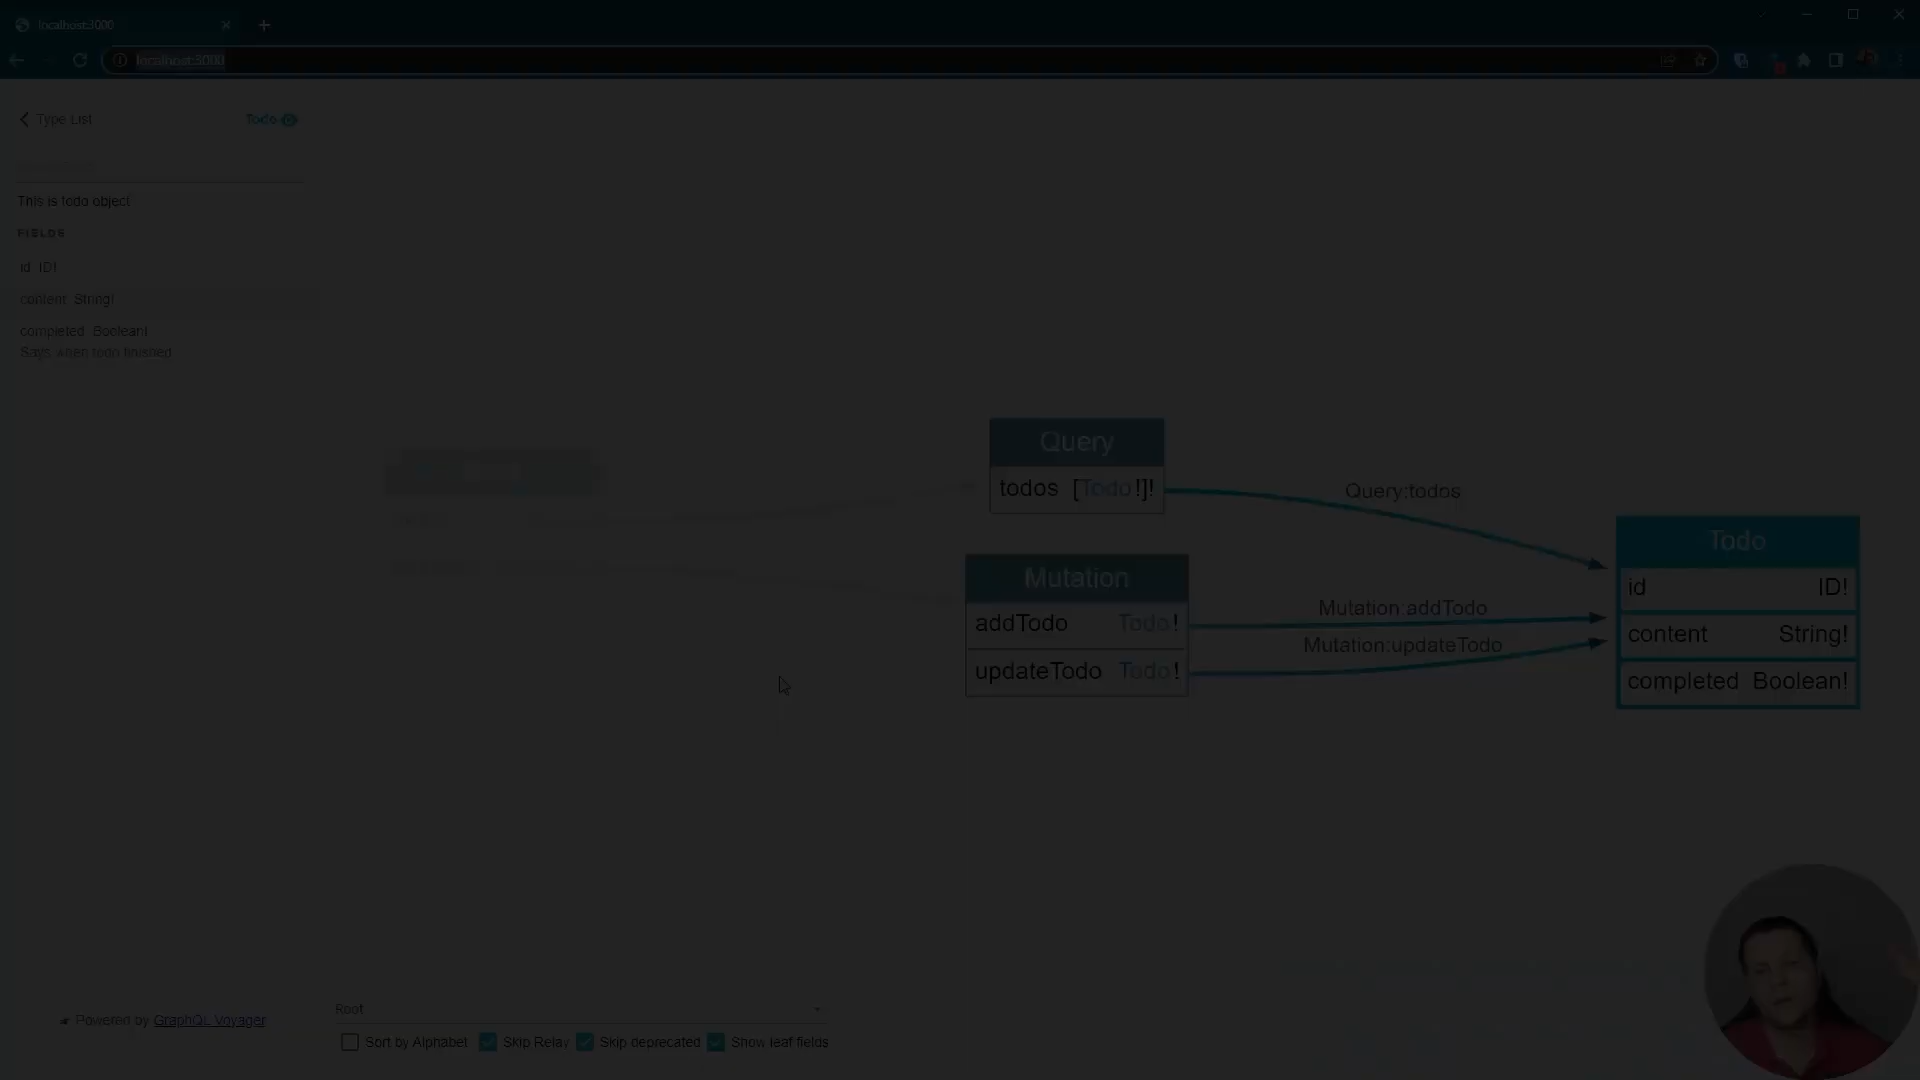 localhost:3000
localhost:3000
Type List
Todo
This is todo object
FIELDS
id ID!
content String!
completed Boolean!
Says when todo finished
Query
todos [Todo!]!
Query:todos
Mutation
addTodo Todo!
updateTodo Todo!
Mutation:addTodo
Mutation:updateTodo
Todo
id ID!
content String!
completed Boolean!
Powered by GraphQL Voyager
Root
Sort by Alphabet
Skip Relay
Skip deprecated
Show leaf fields